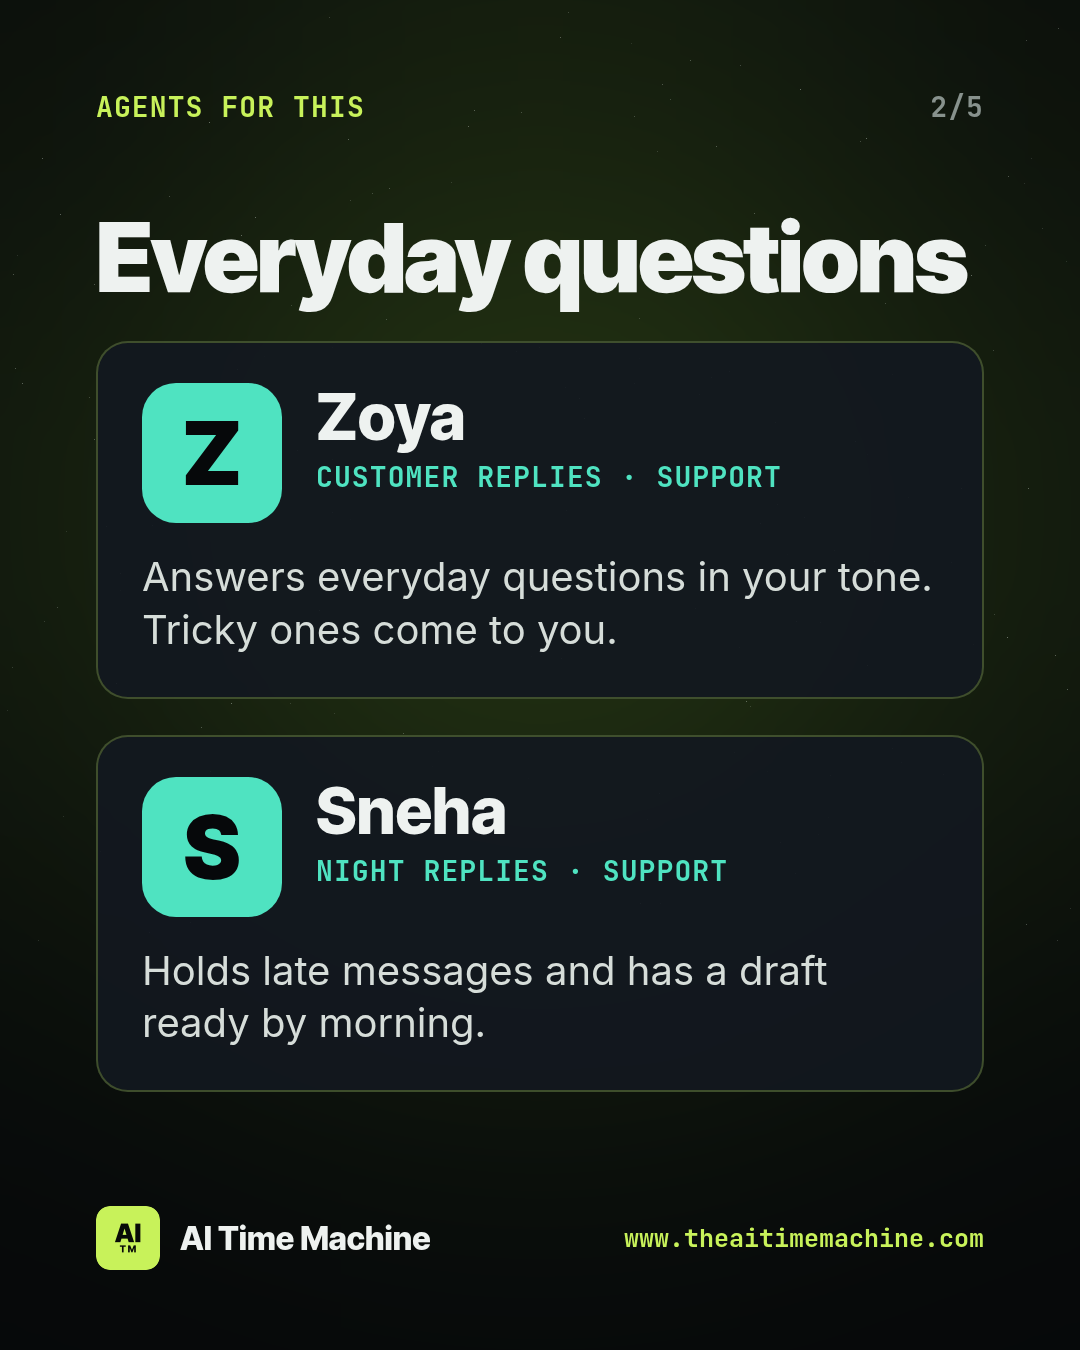 AGENTS FOR THIS
2/5
Everyday questions
Z
Zoya
CUSTOMER REPLIES · SUPPORT
Answers everyday questions in your tone.
Tricky ones come to you.
S
Sneha
NIGHT REPLIES · SUPPORT
Holds late messages and has a draft
ready by morning.
AI
TM
AI Time Machine
www.theaitimemachine.com